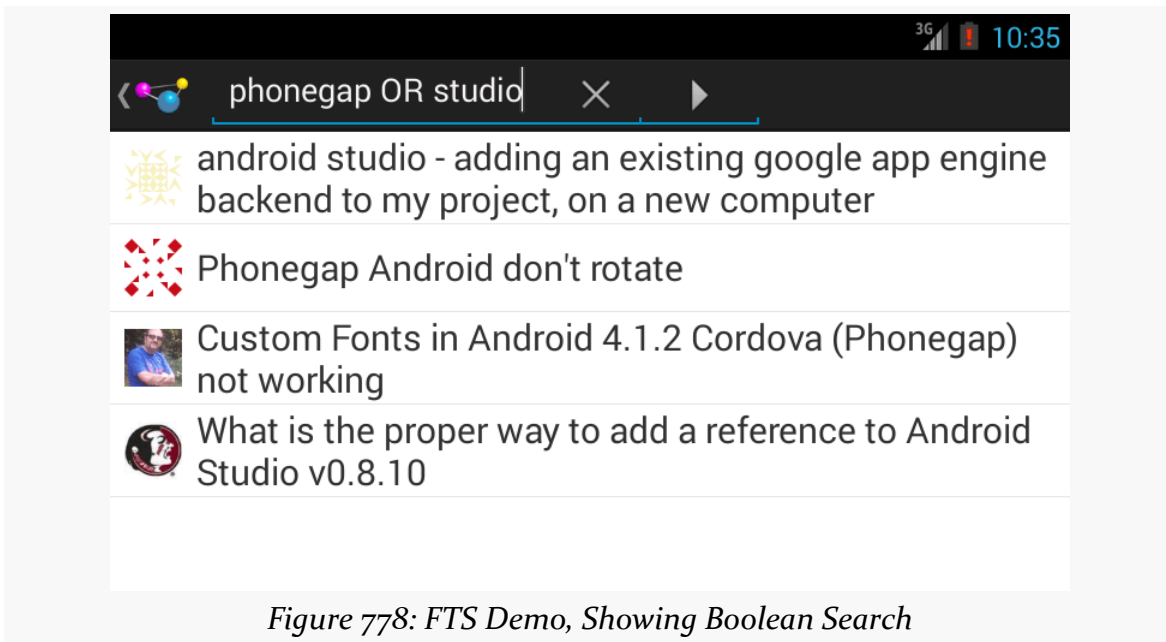 3G 10:35
phonegap OR studio
android studio - adding an existing google app engine
backend to my project, on a new computer
Phonegap Android don't rotate
Custom Fonts in Android 4.1.2 Cordova (Phonegap)
not working
What is the proper way to add a reference to Android
Studio v0.8.10
Figure 778: FTS Demo, Showing Boolean Search